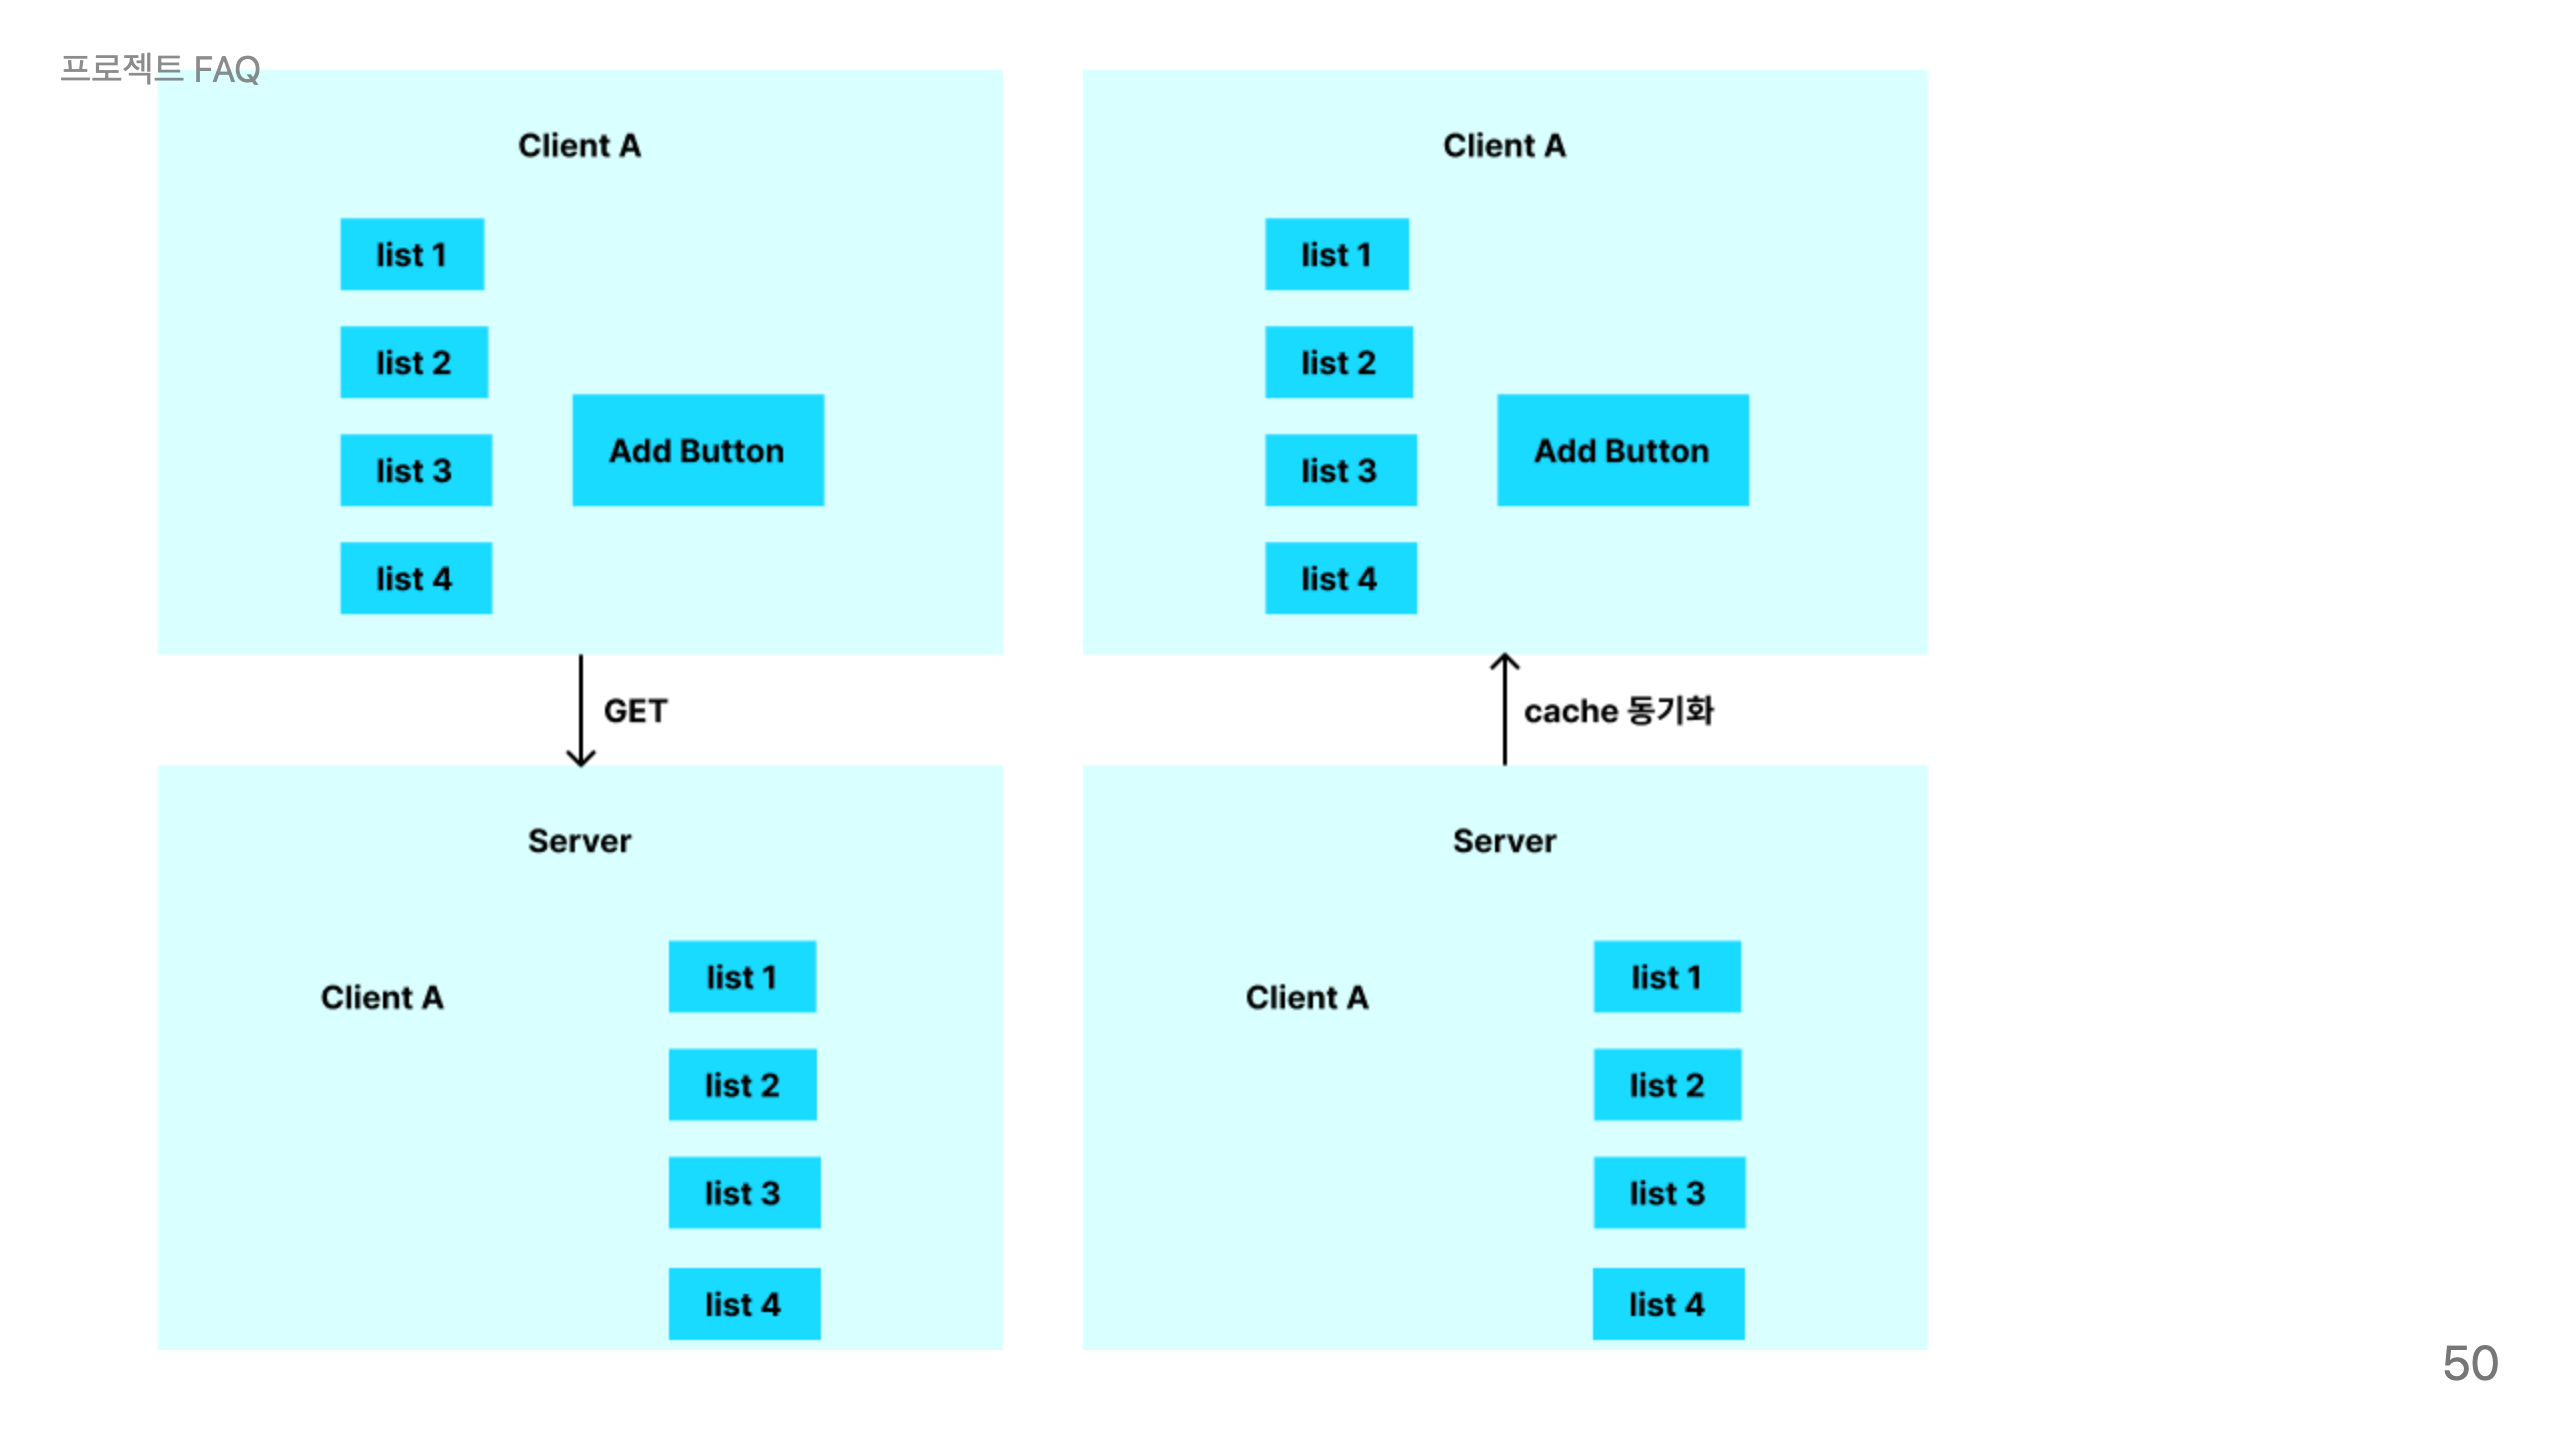 프로젝트 FAQ
Client A
list 1
list 2
list 3
list 4
Add Button
GET
Server
Client A
list 1
list 2
list 3
list 4
Client A
list 1
list 2
list 3
list 4
Add Button
cache 동기화
Server
Client A
list 1
list 2
list 3
list 4
50